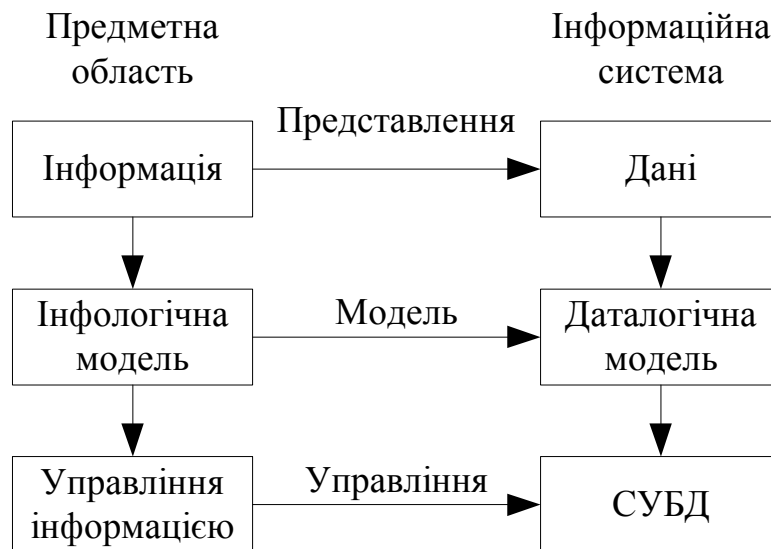 Предметна
область
Інформаційна
система
Представлення
Інформація
Дані
Інфологічна
модель
Модель
Даталогічна
модель
Управління
інформацією
Управління
СУБД